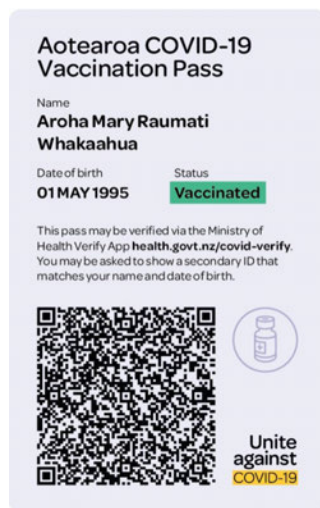 Aotearoa COVID-19
Vaccination Pass
Name
Aroha Mary Raumati
Whakaahua
Date of birth
Status
01 MAY 1995
Vaccinated
This pass may be verified via the Ministry of
Health Verify App health.govt.nz/covid-verify.
You may be asked to show a secondary ID that
matches your name and date of birth.
Unite
against
COVID-19